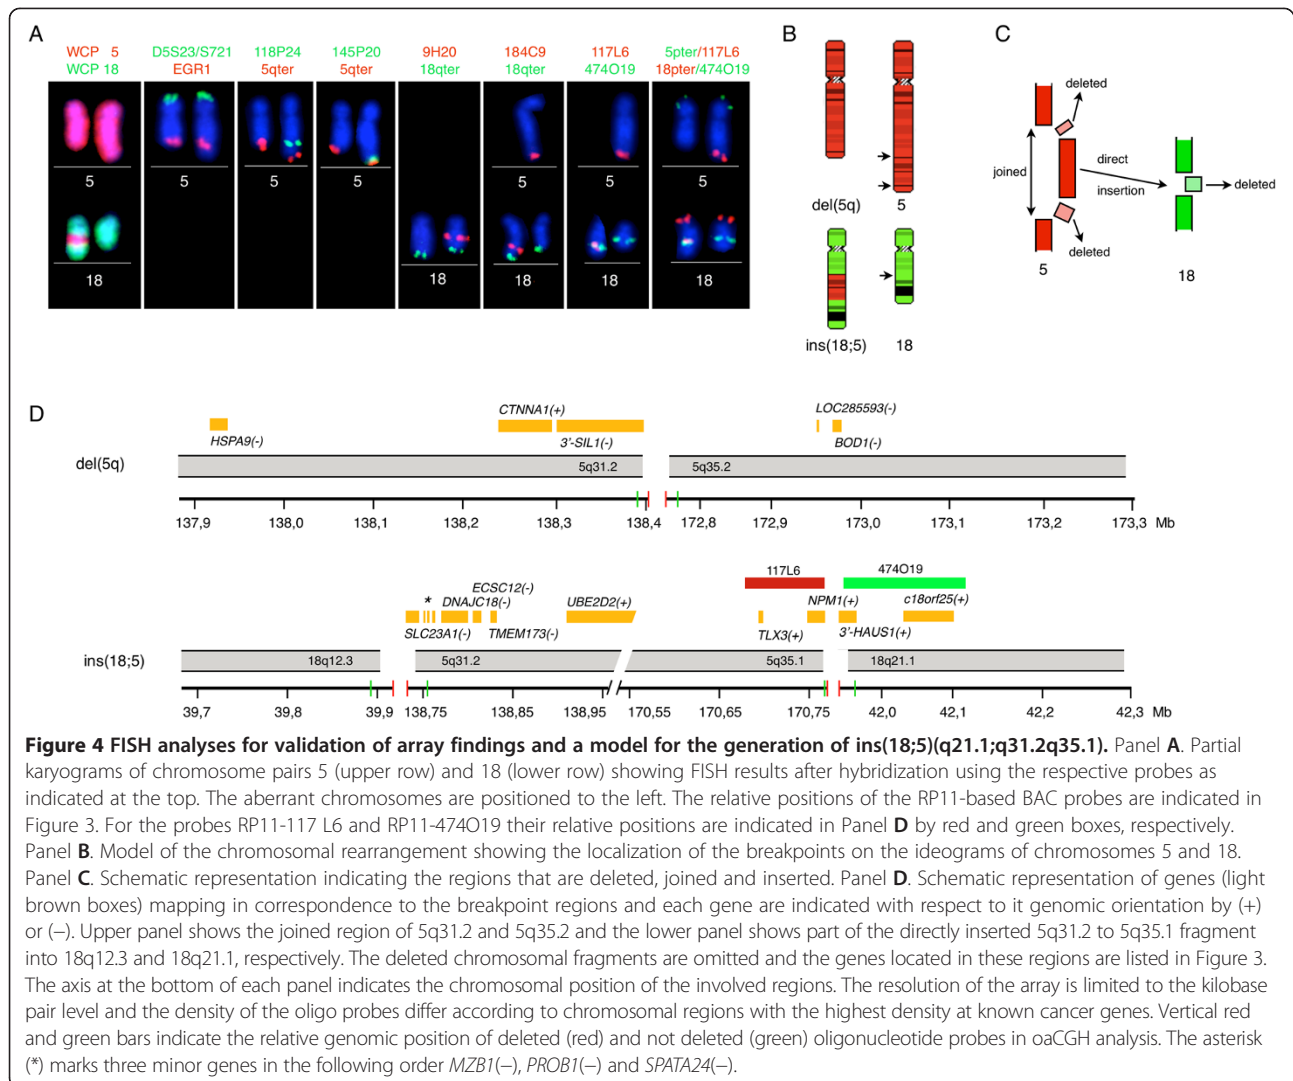 A
WCP 5
WCP 18
D5S23/S721
EGR1
118P24
5qter
145P20
5qter
9H20
18qter
184C9
18qter
117L6
474O19
5pter/117L6
18pter/474O19
5
5
5
5
5
5
5
18
18
18
18
18
B
del(5q)
5
ins(18;5)
18
C
deleted
joined
direct
insertion
deleted
deleted
5
18
D
CTNNA1(+)
LOC285593(-)
HSPA9(-)
3'-SIL1(-)
BOD1(-)
del(5q)
5q31.2
5q35.2
137,9
138,0
138,1
138,2
138,3
138,4
172,8
172,9
173,0
173,1
173,2
173,3
Mb
117L6
474O19
ECSC12(-)
*
DNAJC18(-)
UBE2D2(+)
NPM1(+)
c18orf25(+)
SLC23A1(-)
TMEM173(-)
TLX3(+)
3'-HAUS1(+)
ins(18;5)
18q12.3
5q31.2
5q35.1
18q21.1
39,7
39,8
39,9
138,75
138,85
138,95
170,55
170,65
170,75
42,0
42,1
42,2
42,3
Mb
Figure 4 FISH analyses for validation of array findings and a model for the generation of ins(18;5)(q21.1;q31.2q35.1). Panel A. Partial
karyograms of chromosome pairs 5 (upper row) and 18 (lower row) showing FISH results after hybridization using the respective probes as
indicated at the top. The aberrant chromosomes are positioned to the left. The relative positions of the RP11-based BAC probes are indicated in
Figure 3. For the probes RP11-117 L6 and RP11-474O19 their relative positions are indicated in Panel D by red and green boxes, respectively.
Panel B. Model of the chromosomal rearrangement showing the localization of the breakpoints on the ideograms of chromosomes 5 and 18.
Panel C. Schematic representation indicating the regions that are deleted, joined and inserted. Panel D. Schematic representation of genes (light
brown boxes) mapping in correspondence to the breakpoint regions and each gene are indicated with respect to it genomic orientation by (+)
or (−). Upper panel shows the joined region of 5q31.2 and 5q35.2 and the lower panel shows part of the directly inserted 5q31.2 to 5q35.1 fragment
into 18q12.3 and 18q21.1, respectively. The deleted chromosomal fragments are omitted and the genes located in these regions are listed in Figure 3.
The axis at the bottom of each panel indicates the chromosomal position of the involved regions. The resolution of the array is limited to the kilobase
pair level and the density of the oligo probes differ according to chromosomal regions with the highest density at known cancer genes. Vertical red
and green bars indicate the relative genomic position of deleted (red) and not deleted (green) oligonucleotide probes in oaCGH analysis. The asterisk
(*) marks three minor genes in the following order MZB1(−), PROB1(−) and SPATA24(−).